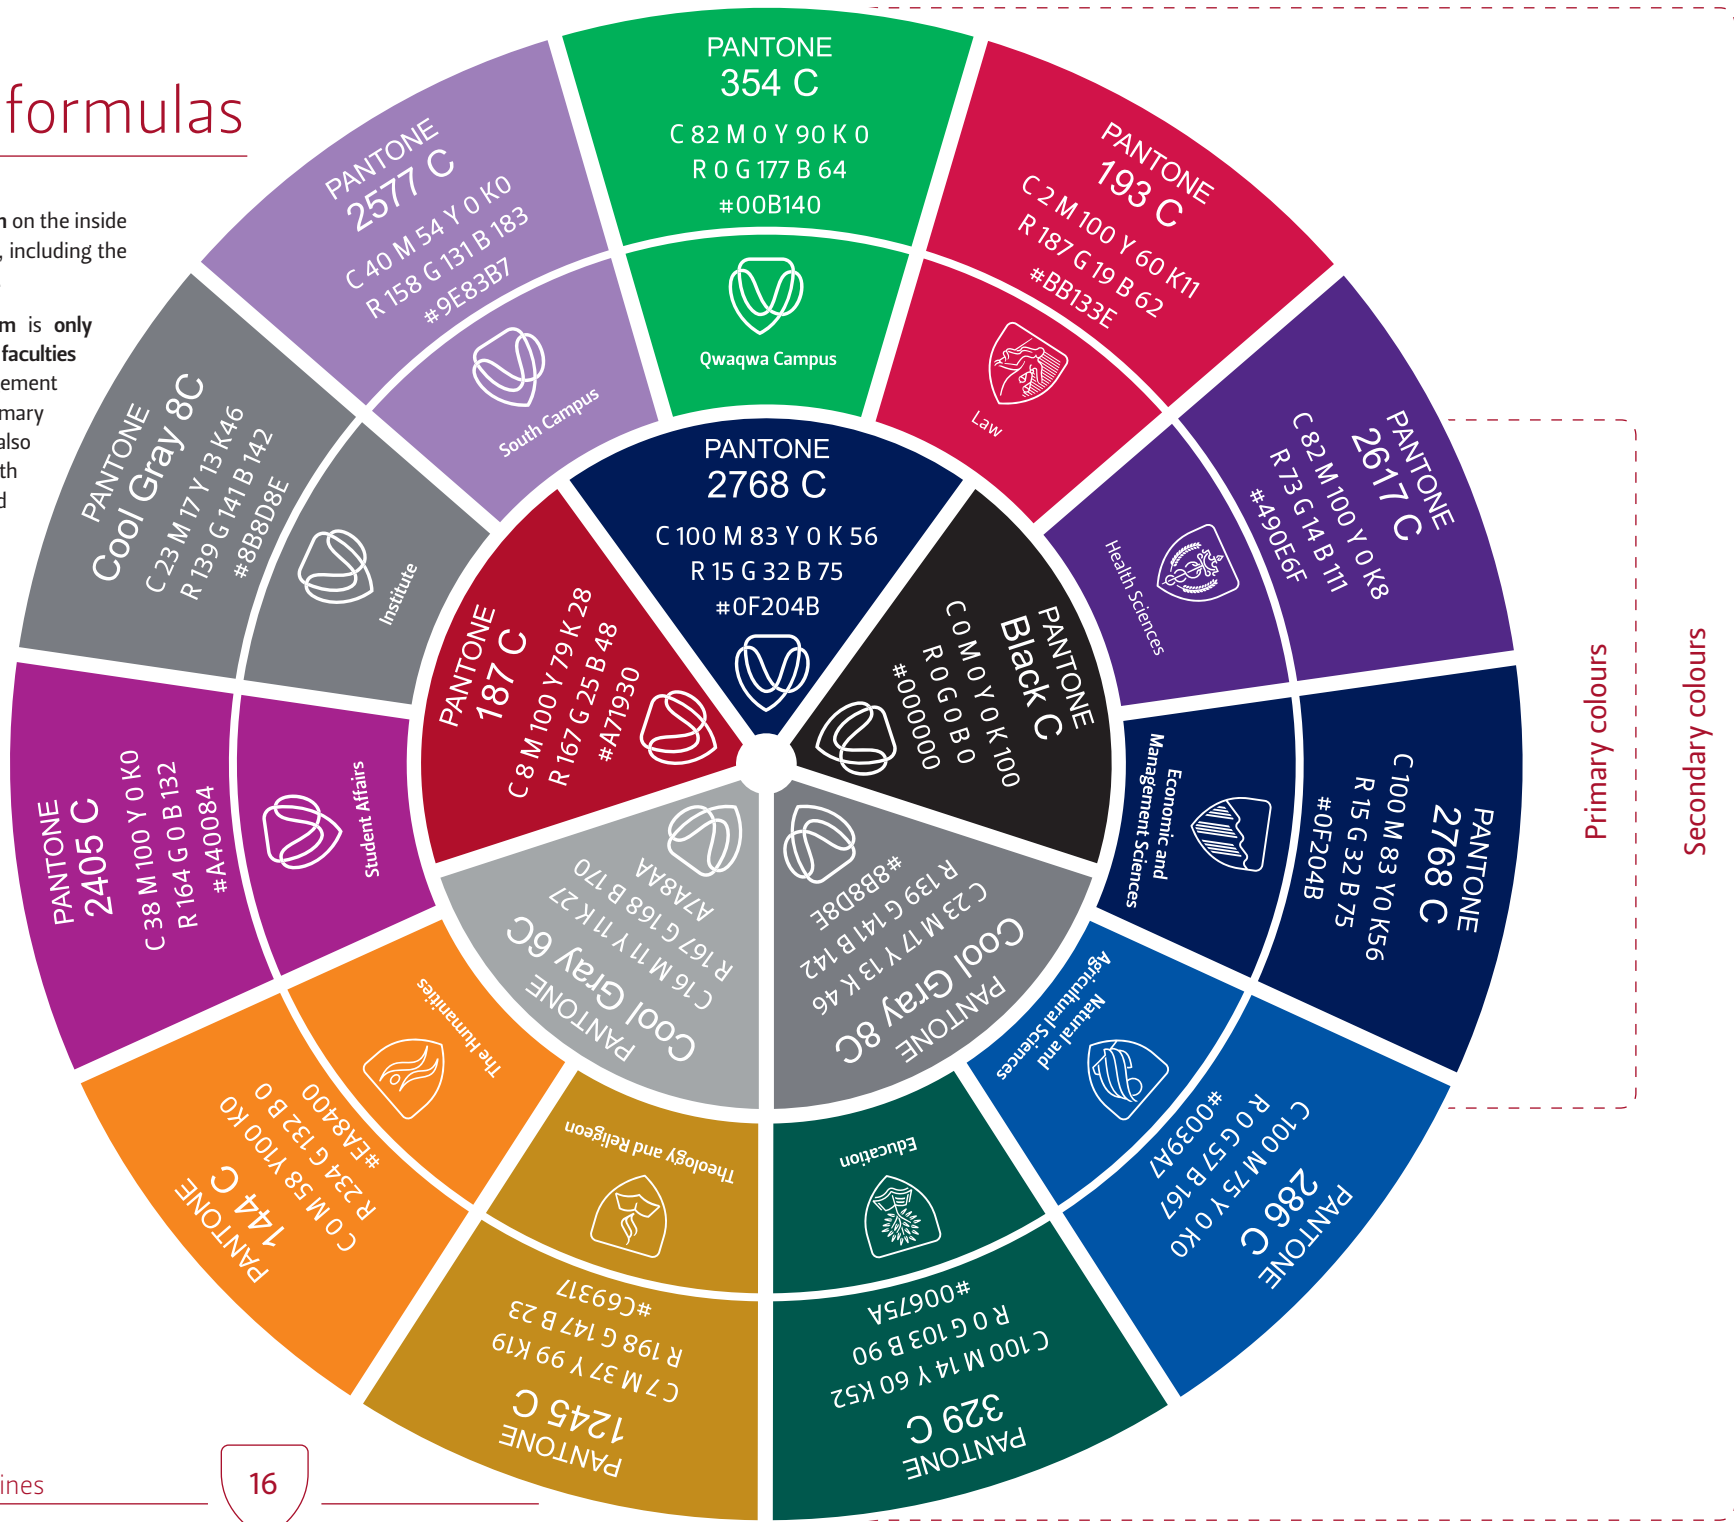 formulas
n on the inside
, including the
m is only
faculties
ement
mary
also
th
d
PANTONE
354 C
C 82 M 0 Y 90 K 0
R 0 G 177 B 64
#00B140
Qwaqwa Campus
PANTONE
193 C
C 2 M 100 Y 60 K11
R 187 G 19 B 62
#BB133E
Law
PANTONE
2617 C
C 82 M 100 Y 0 K8
R 73 G 14 B 111
#490E6F
Health Sciences
PANTONE
2768 C
C 100 M 83 Y0 K56
R 15 G 32 B 75
#0F204B
Economic and
Management Sciences
PANTONE
286 C
C 100 M 75 Y 0 K0
R 0 G 57 B 167
#0039A7
Natural and
Agricultural Sciences
PANTONE
329 C
C 100 M 14 Y 60 K52
R 0 G 103 B 90
#00675A
Education
PANTONE
1245 C
C 7 M 37 Y 99 K19
R 198 G 147 B 23
#C69317
Theology and Religeon
PANTONE
144 C
C 0 M 58 Y100 K0
R 234 G 132 B 0
#EA8400
The Humanities
PANTONE
2405 C
C 38 M 100 Y 0 K0
R 164 G 0 B 132
#A40084
Student Affairs
PANTONE
Cool Gray 8C
C 23 M 17 Y 13 K46
R 139 G 141 B 142
#8B8D8E
Institute
PANTONE
2577 C
C 40 M 54 Y 0 K0
R 158 G 131 B 183
#9E83B7
South Campus
PANTONE
2768 C
C 100 M 83 Y 0 K 56
R 15 G 32 B 75
#0F204B
PANTONE
Black C
C 0 M 0 Y 0 K 100
R 0 G 0 B 0
#000000
PANTONE
Cool Gray 8C
C 23 M 17 Y 13 K 46
R 139 G 141 B 142
#8B8D8E
PANTONE
Cool Gray 6C
C 16 M 11 Y 11 K 27
R 167 G 168 B 170
A7A8AA
PANTONE
187 C
C 8 M 100 Y 79 K 28
R 167 G 25 B 48
#A71930
Primary colours
Secondary colours
ines
16